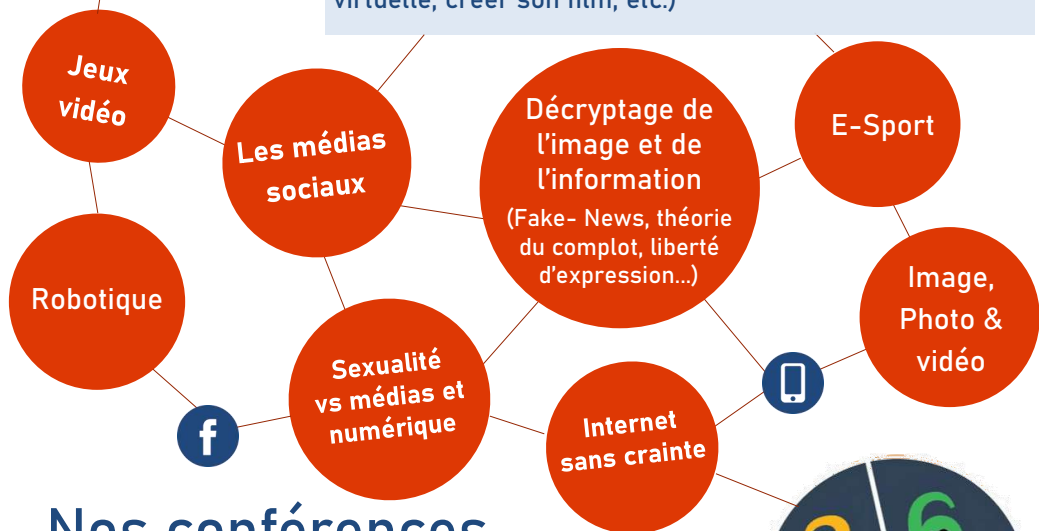 virtuelle, créer son film, etc.)
Jeux
vidéo
Les médias
sociaux
Décryptage de
l'image et de
l'information
(Fake- News, théorie
du complot, liberté
d'expression...)
E-Sport
Robotique
Image,
Photo &
vidéo
Sexualité
vs médias et
numérique
Internet
sans crainte
f
6
Nos conférences